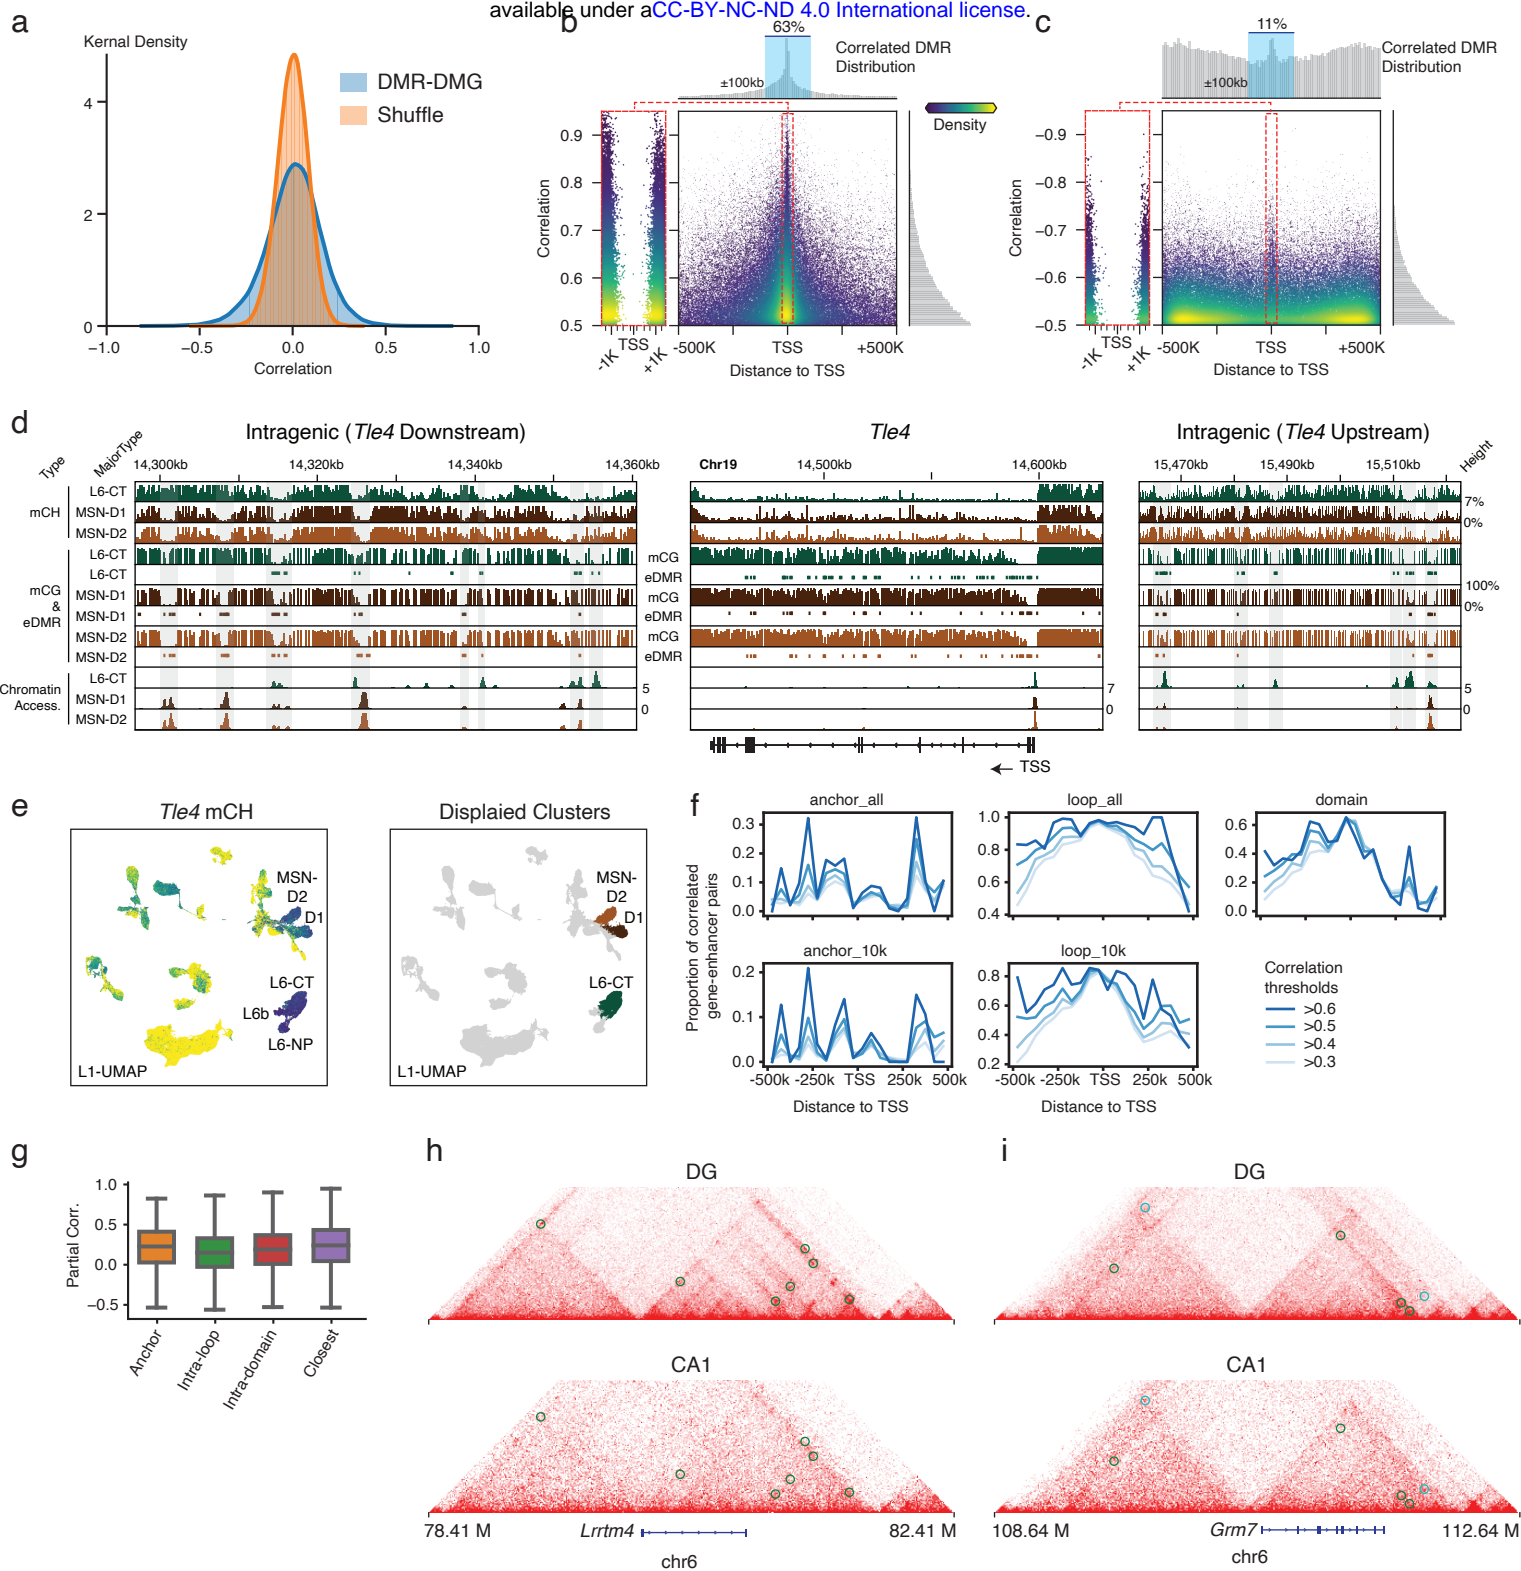 available under aCC-BY-NC-ND 4.0 International license.
a
Kernal Density
DMR-DMG
Shuffle
4
2
0
−1.0
−0.5
0.0
0.5
1.0
Correlation
b
63%
Correlated DMR
Distribution
±100kb
Density
0.9
0.8
0.7
0.6
0.5
Correlation
-1K
TSS
+1K
-500K
TSS
+500K
Distance to TSS
c
11%
Correlated DMR
Distribution
±100kb
−0.9
−0.8
−0.7
−0.6
−0.5
Correlation
-1K
TSS
+1K
-500K
TSS
+500K
Distance to TSS
d
Intragenic (Tle4 Downstream)
Tle4
Intragenic (Tle4 Upstream)
Type
MajorType
Height
14,300kb
14,320kb
14,340kb
14,360kb
Chr19
14,500kb
14,600kb
15,470kb
15,490kb
15,510kb
mCH
L6-CT
MSN-D1
MSN-D2
7%
0%
mCG
&
eDMR
L6-CT
L6-CT
MSN-D1
MSN-D1
MSN-D2
MSN-D2
mCG
eDMR
mCG
eDMR
mCG
eDMR
100%
0%
Chromatin
Access.
L6-CT
MSN-D1
MSN-D2
5
0
7
0
5
0
TSS
e
Tle4 mCH
MSN-
D2
D1
L6-CT
L6b
L6-NP
L1-UMAP
Displaied Clusters
MSN-
D2
D1
L6-CT
L1-UMAP
f
Proportion of correlated
gene-enhancer pairs
anchor_all
0.3
0.2
0.1
0.0
loop_all
1.0
0.8
0.6
0.4
domain
0.6
0.4
0.2
0.0
anchor_10k
0.2
0.1
0.0
-500k
-250k
TSS
250k
500k
Distance to TSS
loop_10k
0.8
0.6
0.4
0.2
-500k
-250k
TSS
250k
500k
Distance to TSS
Correlation
thresholds
>0.6
>0.5
>0.4
>0.3
g
Partial Corr.
1.0
0.5
0.0
−0.5
Anchor
Intra-loop
Intra-domain
Closest
h
DG
CA1
78.41 M
Lrrtm4
82.41 M
chr6
i
DG
CA1
108.64 M
Grm7
112.64 M
chr6